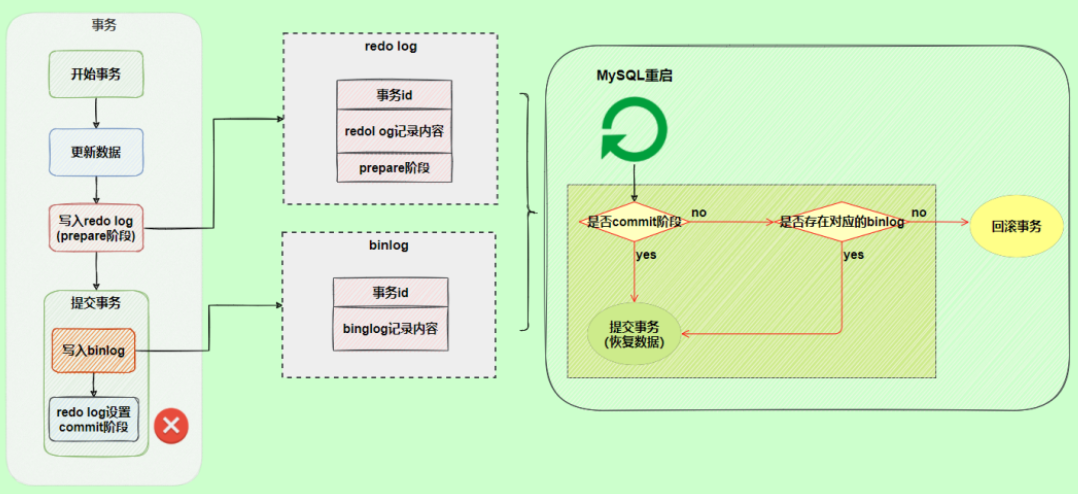 事务
开始事务
更新数据
写入redo log
(prepare阶段)
提交事务
写入binlog
redo log设置
commit阶段
redo log
事务id
redol og记录内容
prepare阶段
binlog
事务id
binglog记录内容
MySQL重启
是否commit阶段
no
是否存在对应的binlog
no
回滚事务
yes
yes
提交事务
(恢复数据)